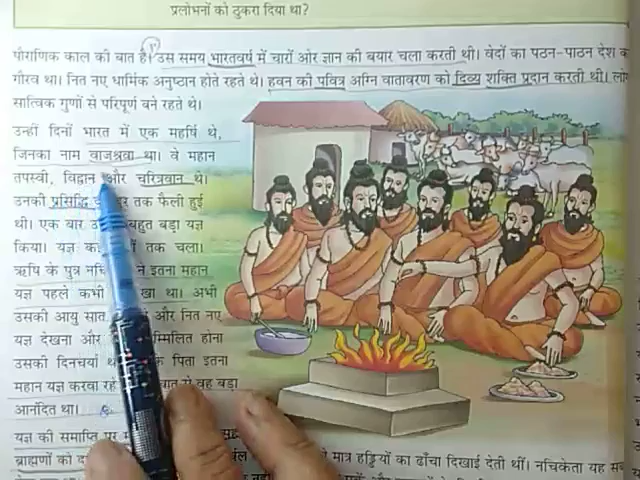 प्रलोभनों को ठुकरा दिया था?
पौराणिक काल की बात है। उस समय भारतवर्ष में चारों ओर ज्ञान की बयार चला करती थी। वेदों का पठन-पाठन देश क
गौरव था। नित नए धार्मिक अनुष्ठान होते रहते थे। हवन की पवित्र अग्नि वातावरण को दिव्य शक्ति प्रदान करती थी। लो
सात्विक गुणों से परिपूर्ण बने रहते थे।
उन्हीं दिनों भारत में एक महर्षि थे,
जिनका नाम वाजश्रवा था। वे महान
तपस्वी, विद्वान और चरित्रवान थे।
उनकी प्रसिद्धि दूर तक फैली हुई
थी। एक बार बहुत बड़ा यज्ञ
किया। यज्ञ तक चला।
ऋषि के पुत्र ने इतना महान
यज्ञ पहले कभी था। अभी
उसकी आयु सात और नित नए
यज्ञ देखना और सम्मिलित होना
उसकी दिनचर्या पिता इतना
महान यज्ञ करवा रहे बात से वह बड़ा
आनंदित था।
यज्ञ की समाप्ति पर
ब्राह्मणों को मात्र हड्डियों का ढाँचा दिखाई देती थीं। नचिकेता यह सब